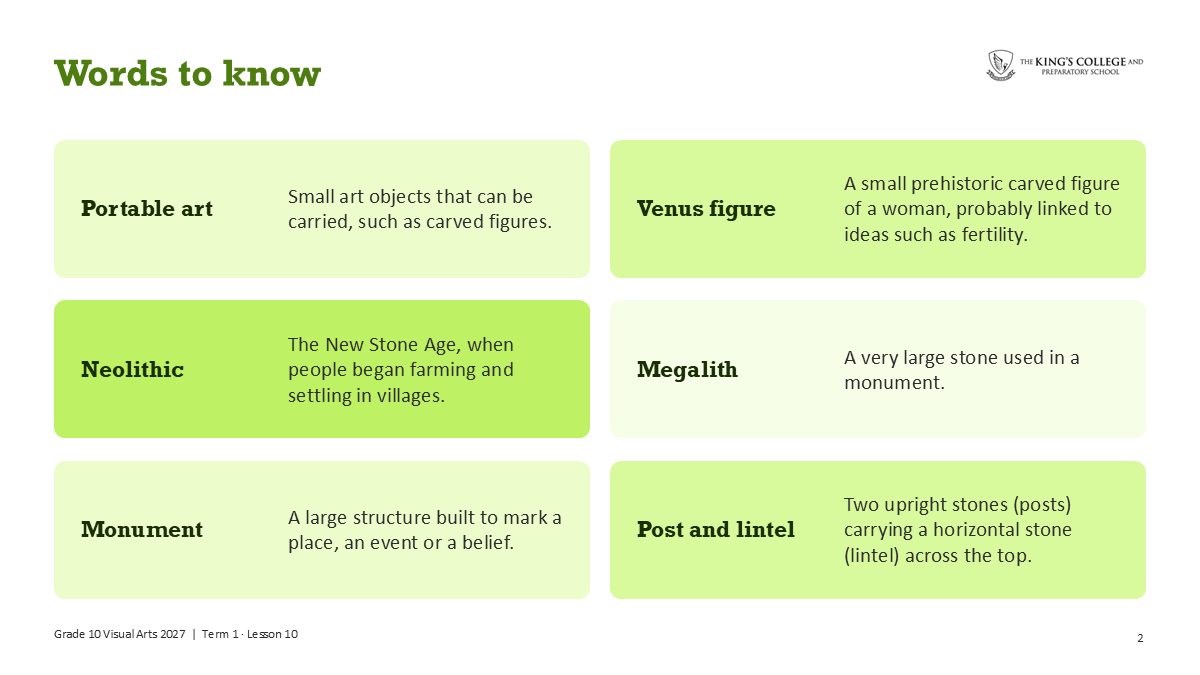 Words to know
THE KING'S COLLEGE AND
PREPARATORY SCHOOL
Portable art
Small art objects that can be
carried, such as carved figures.
Venus figure
A small prehistoric carved figure
of a woman, probably linked to
ideas such as fertility.
Neolithic
The New Stone Age, when
people began farming and
settling in villages.
Megalith
A very large stone used in a
monument.
Monument
A large structure built to mark a
place, an event or a belief.
Post and lintel
Two upright stones (posts)
carrying a horizontal stone
(lintel) across the top.
Grade 10 Visual Arts 2027 | Term 1 · Lesson 10
2